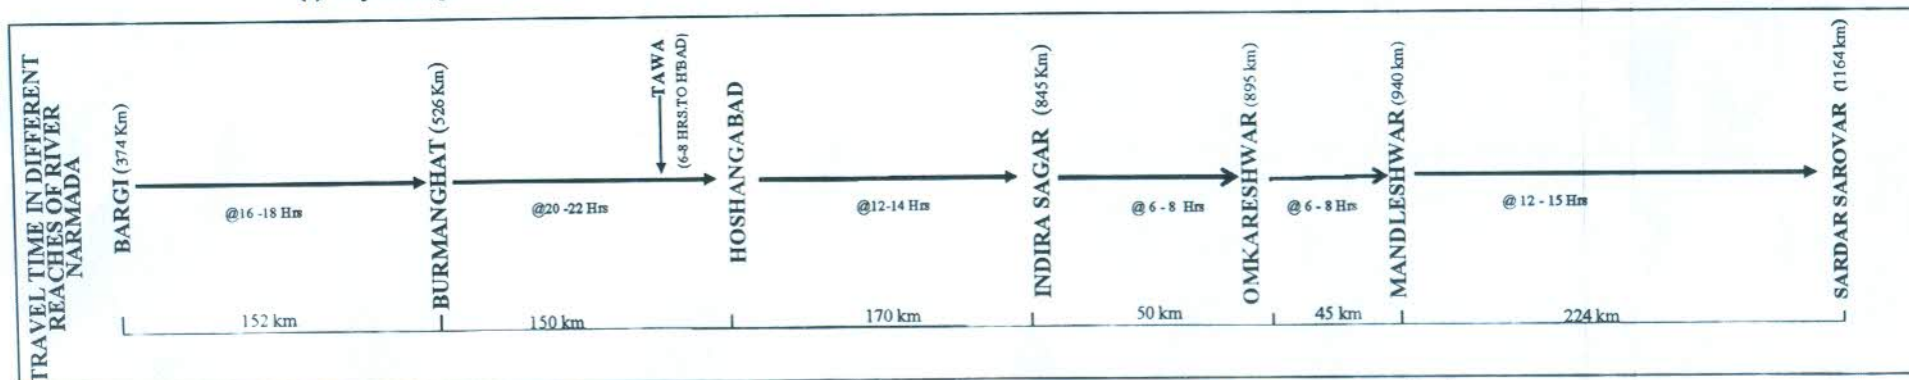 TRAVEL TIME IN DIFFERENT
REACHES OF RIVER
NARMADA
BARGI (374 Km)
@16 -18 Hrs
BURMANGHAT (526 Km)
@20 -22 Hrs
TAWA
(6-8 HRS.TO H'BAD)
HOSHANGABAD
@12-14 Hrs
INDIRA SAGAR (845 Km)
@ 6 - 8 Hrs
OMKARESHWAR (895 km)
@ 6 - 8 Hrs
MANDLESHWAR (940 km)
@ 12 - 15 Hrs
SARDAR SAROVAR (1164 km)
152 km
150 km
170 km
50 km
45 km
224 km